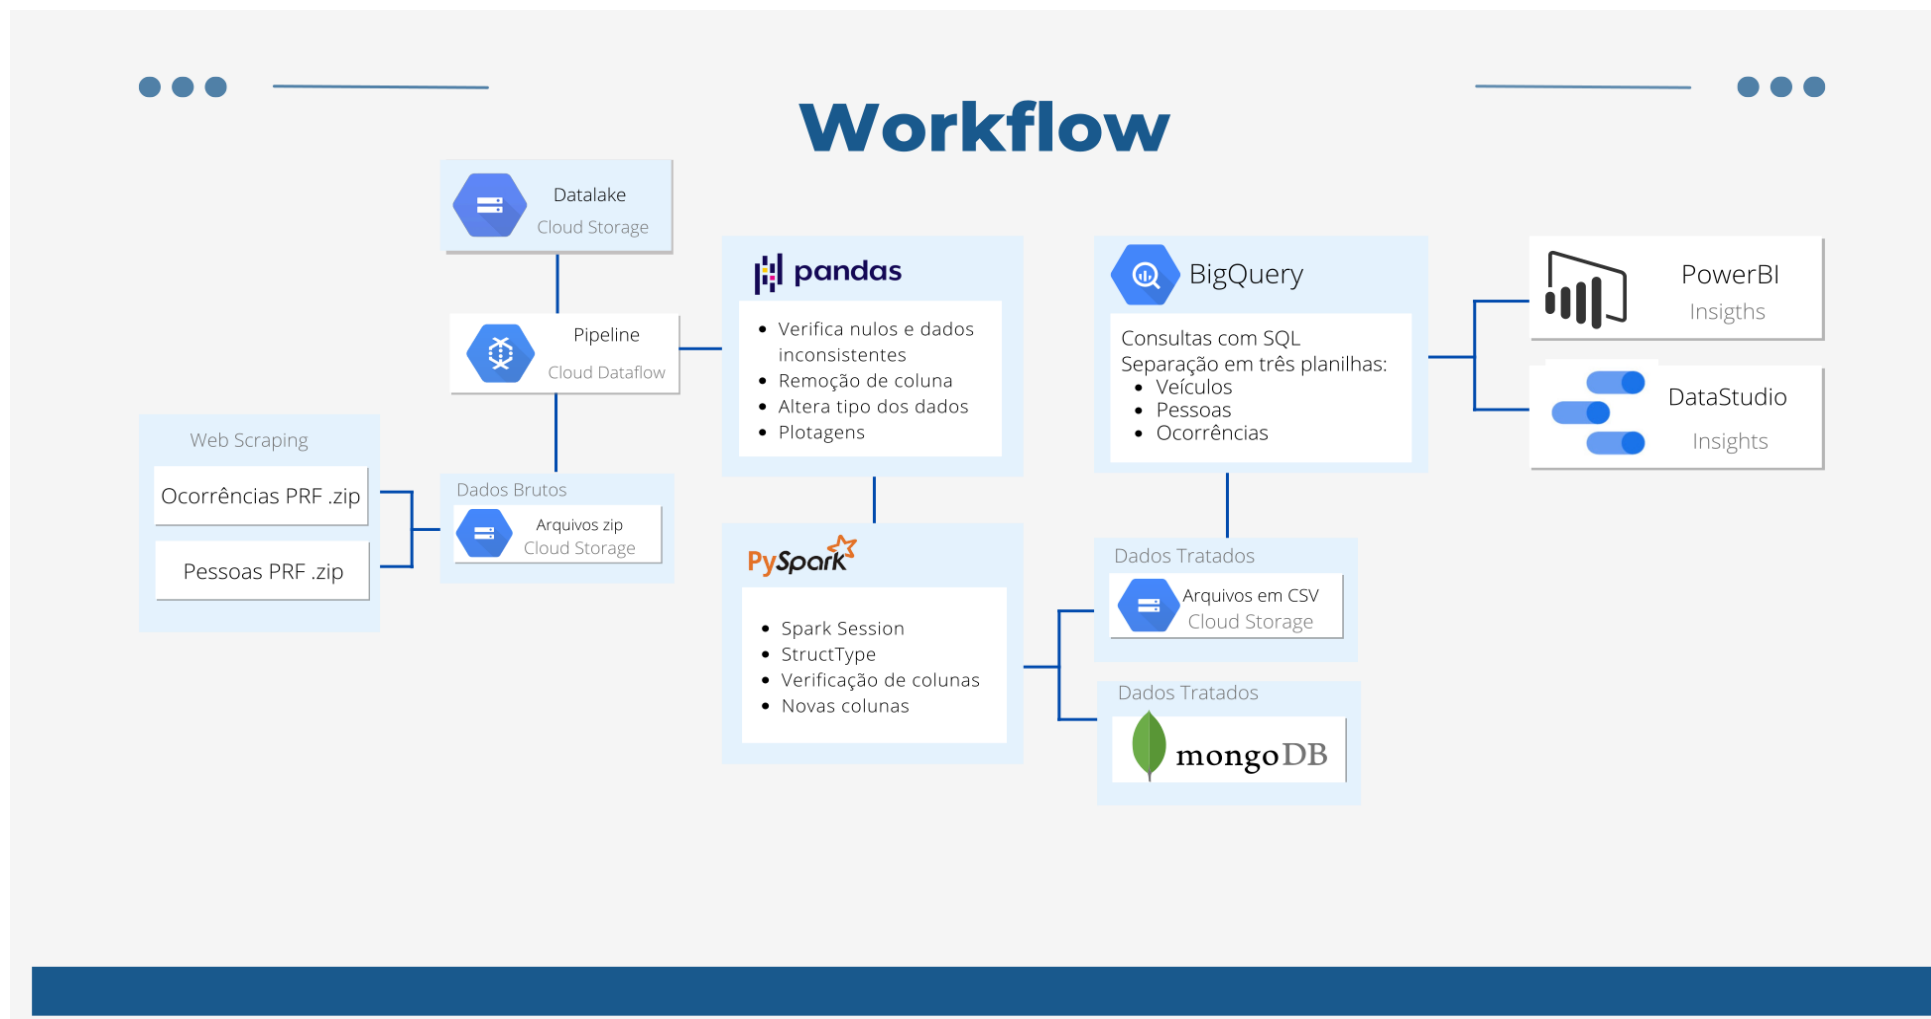 Workflow
Datalake
Cloud Storage
Pipeline
Cloud Dataflow
Web Scraping
Ocorrências PRF .zip
Pessoas PRF .zip
Dados Brutos
Arquivos zip
Cloud Storage
pandas
Verifica nulos e dados
inconsistentes
Remoção de coluna
Altera tipo dos dados
Plotagens
PySpark
Spark Session
StructType
Verificação de colunas
Novas colunas
BigQuery
Consultas com SQL
Separação em três planilhas:
Veículos
Pessoas
Ocorrências
Dados Tratados
Arquivos em CSV
Cloud Storage
Dados Tratados
mongoDB
PowerBI
Insigths
DataStudio
Insights